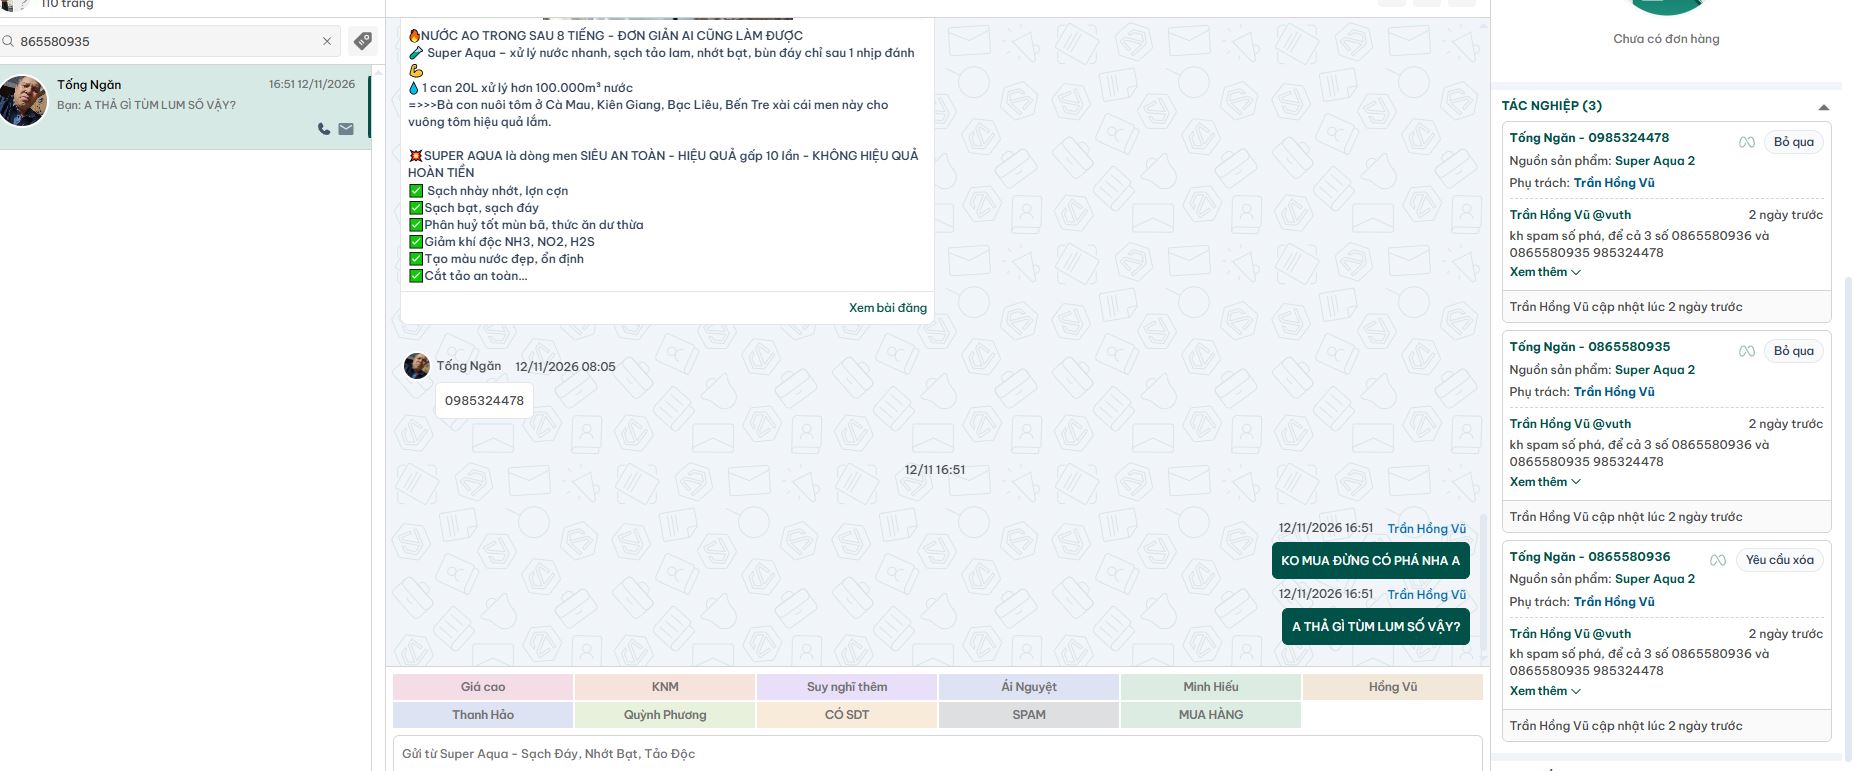 110 trang
865580935
Tống Ngăn
16:51 12/11/2026
Bạn: A THẢ GÌ TÙM LUM SỐ VẬY?
🔥NƯỚC AO TRONG SAU 8 TIẾNG - ĐƠN GIẢN AI CŨNG LÀM ĐƯỢC
🧪 Super Aqua – xử lý nước nhanh, sạch tảo lam, nhớt bạt, bùn đáy chỉ sau 1 nhịp đánh
💪
💧 1 can 20L xử lý hơn 100.000m³ nước
=>>>Bà con nuôi tôm ở Cà Mau, Kiên Giang, Bạc Liêu, Bến Tre xài cái men này cho
vuông tôm hiệu quả lắm.
💥SUPER AQUA là dòng men SIÊU AN TOÀN - HIỆU QUẢ gấp 10 lần - KHÔNG HIỆU QUẢ
HOÀN TIỀN
✅ Sạch nhày nhớt, lợn cợn
✅Sạch bạt, sạch đáy
✅Phân huỷ tốt mùn bã, thức ăn dư thừa
✅Giảm khí độc NH3, NO2, H2S
✅Tạo màu nước đẹp, ổn định
✅Cắt tảo an toàn...
Xem bài đăng
Tống Ngăn 12/11/2026 08:05
0985324478
12/11 16:51
12/11/2026 16:51 Trần Hồng Vũ
KO MUA ĐỪNG CÓ PHÁ NHA A
12/11/2026 16:51 Trần Hồng Vũ
A THẢ GÌ TÙM LUM SỐ VẬY?
Giá cao KNM Suy nghĩ thêm Ái Nguyệt Minh Hiếu Hồng Vũ
Thanh Hảo Quỳnh Phương CÓ SDT SPAM MUA HÀNG
Gửi từ Super Aqua - Sạch Đáy, Nhớt Bạt, Tảo Độc
Chưa có đơn hàng
TÁC NGHIỆP (3)
Tống Ngăn - 0985324478
Bỏ qua
Nguồn sản phẩm: Super Aqua 2
Phụ trách: Trần Hồng Vũ
Trần Hồng Vũ @vuth 2 ngày trước
kh spam số phá, để cả 3 số 0865580936 và
0865580935 985324478
Xem thêm
Trần Hồng Vũ cập nhật lúc 2 ngày trước
Tống Ngăn - 0865580935
Bỏ qua
Nguồn sản phẩm: Super Aqua 2
Phụ trách: Trần Hồng Vũ
Trần Hồng Vũ @vuth 2 ngày trước
kh spam số phá, để cả 3 số 0865580936 và
0865580935 985324478
Xem thêm
Trần Hồng Vũ cập nhật lúc 2 ngày trước
Tống Ngăn - 0865580936
Yêu cầu xóa
Nguồn sản phẩm: Super Aqua 2
Phụ trách: Trần Hồng Vũ
Trần Hồng Vũ @vuth 2 ngày trước
kh spam số phá, để cả 3 số 0865580936 và
0865580935 985324478
Xem thêm
Trần Hồng Vũ cập nhật lúc 2 ngày trước